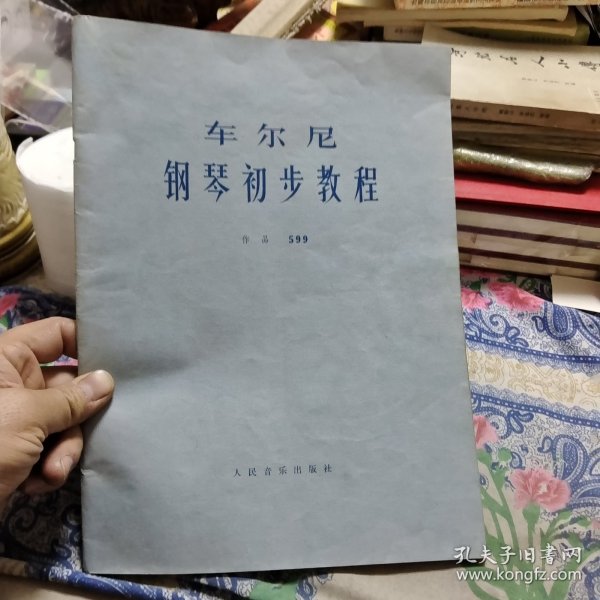 车尔尼
钢琴初步教程
作品 599
人民音乐出版社
孔夫子旧书网
www.kongfz.com